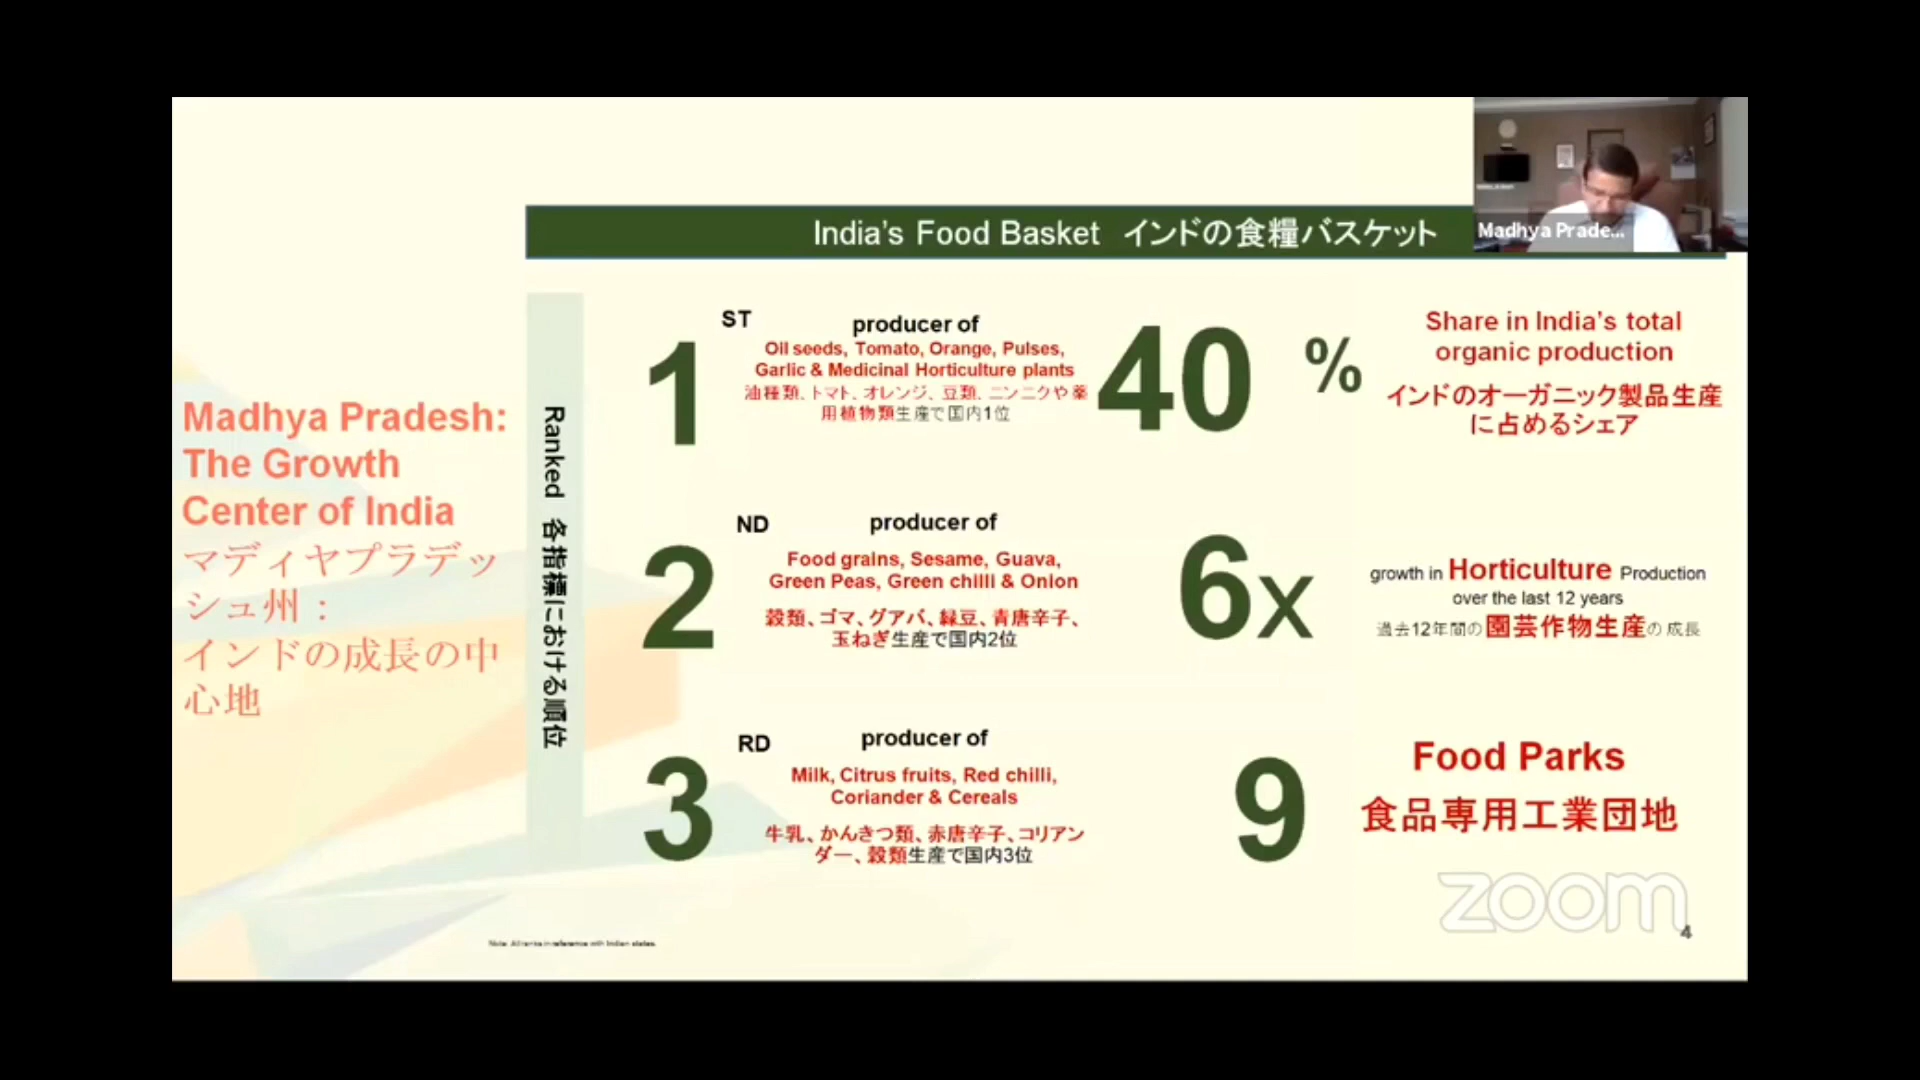 Madhya Pradesh:
The Growth
Center of India
マディヤプラデッ
シュ州：
インドの成長の中
心地
India's Food Basket インドの食糧バスケット
Madhya Prade...
Ranked 各指標における順位
1 ST
producer of
Oil seeds, Tomato, Orange, Pulses,
Garlic & Medicinal Horticulture plants
油種類、トマト、オレンジ、豆類、ニンニクや薬
用植物類生産で国内1位
40 %
Share in India's total
organic production
インドのオーガニック製品生産
に占めるシェア
2 ND
producer of
Food grains, Sesame, Guava,
Green Peas, Green chilli & Onion
穀類、ゴマ、グアバ、緑豆、青唐辛子、
玉ねぎ生産で国内2位
6x
growth in Horticulture Production
over the last 12 years
過去12年間の園芸作物生産の成長
3 RD
producer of
Milk, Citrus fruits, Red chilli,
Coriander & Cereals
牛乳、かんきつ類、赤唐辛子、コリアン
ダー、穀類生産で国内3位
9
Food Parks
食品専用工業団地
zoom
4
Note: All ranks in reference with Indian states.